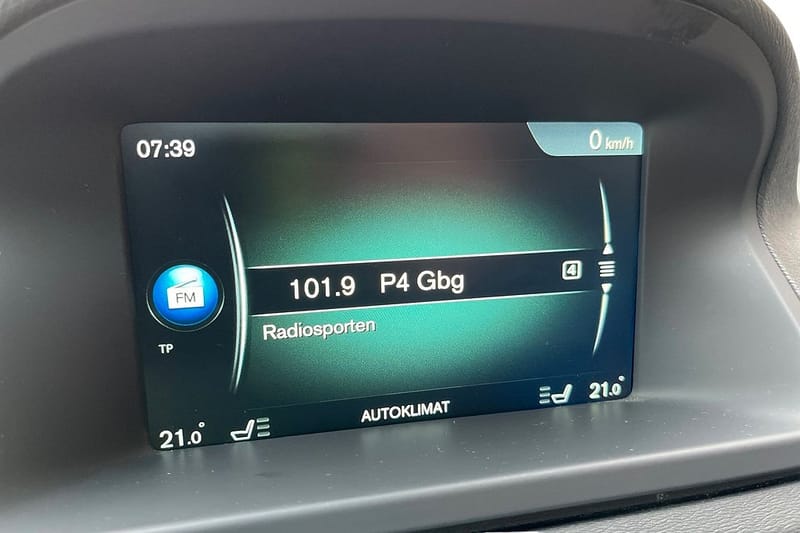 07:39
0 km/h
101.9 P4 Gbg 4
FM
Radiosporten
TP
21.0° AUTOKLIMAT 21.0°